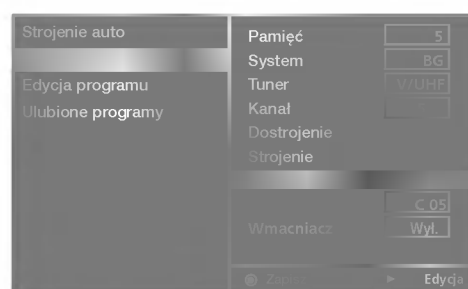 Strojenie auto
Edycja programu
Ulubione programy
Pamięć 5
System BG
Tuner V/UHF
Kanał
Dostrojenie
Strojenie
C 05
Wmacniacz Wył.
Zapisz ► Edycja